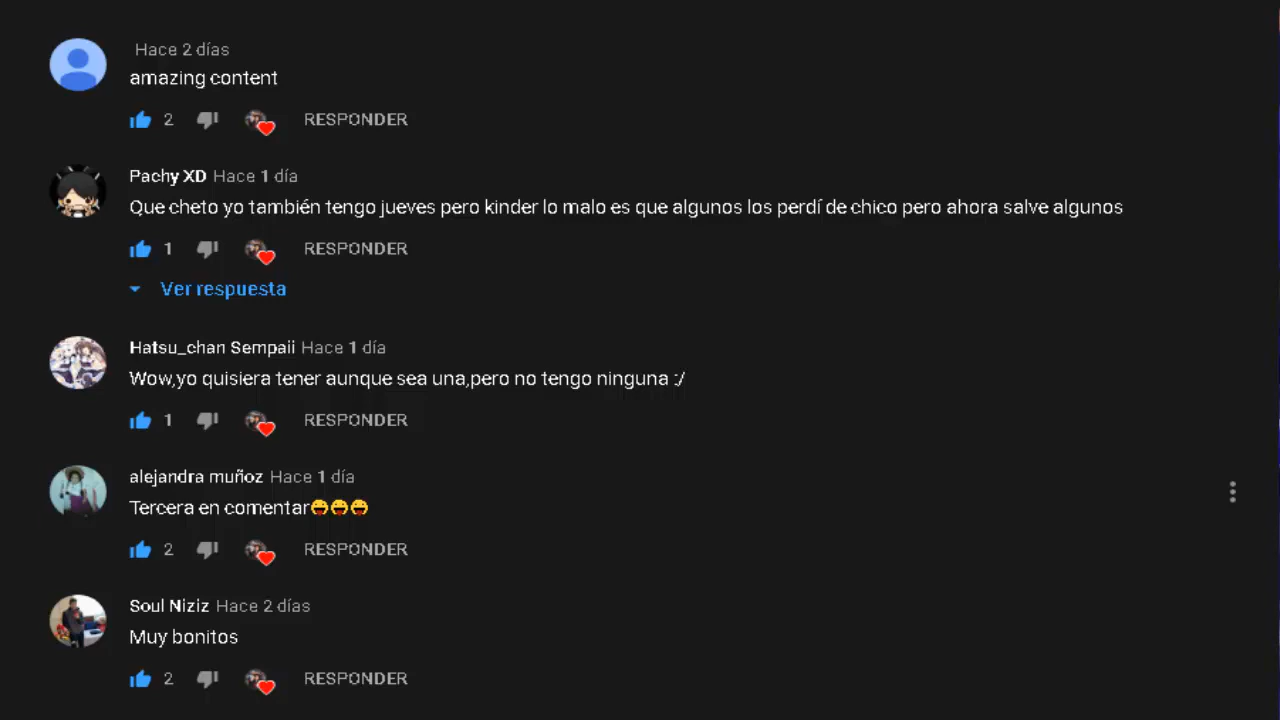 Hace 2 días
amazing content
2 RESPONDER
Pachy XD Hace 1 día
Que cheto yo también tengo jueves pero kinder lo malo es que algunos los perdí de chico pero ahora salve algunos
1 RESPONDER
Ver respuesta
Hatsu_chan Sempaii Hace 1 día
Wow,yo quisiera tener aunque sea una,pero no tengo ninguna :/
1 RESPONDER
alejandra muñoz Hace 1 día
Tercera en comentar😛😛😛
2 RESPONDER
Soul Niziz Hace 2 días
Muy bonitos
2 RESPONDER